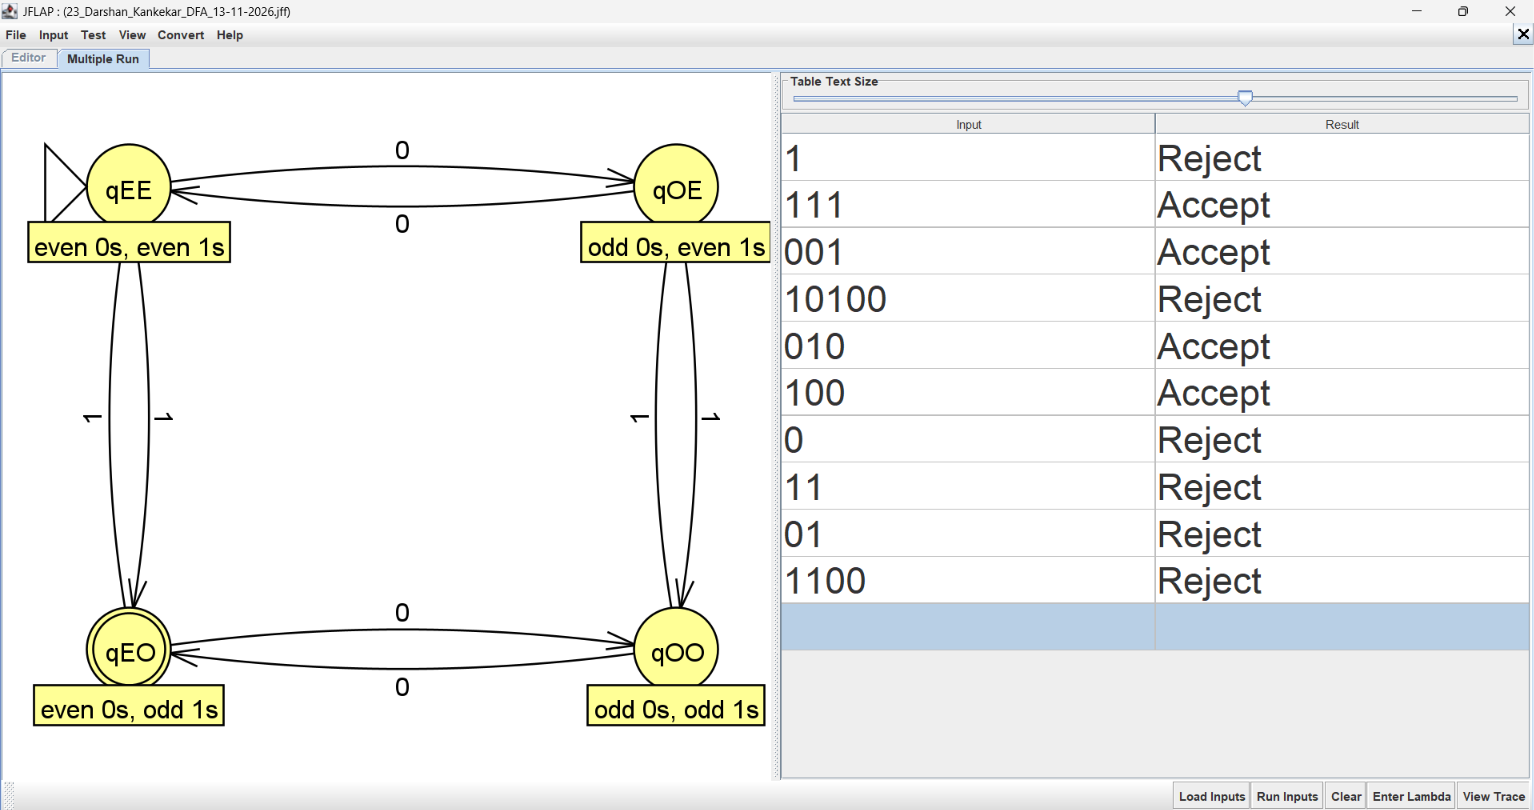 JFLAP : (23_Darshan_Kankekar_DFA_13-11-2026.jff)
File Input Test View Convert Help
Editor Multiple Run
Table Text Size
Input Result
1 Reject
111 Accept
001 Accept
10100 Reject
010 Accept
100 Accept
0 Reject
11 Reject
01 Reject
1100 Reject
0
qEE qOE
0
even 0s, even 1s odd 0s, even 1s
1 1 1 1
0
qEO qOO
0
even 0s, odd 1s odd 0s, odd 1s
Load Inputs Run Inputs Clear Enter Lambda View Trace